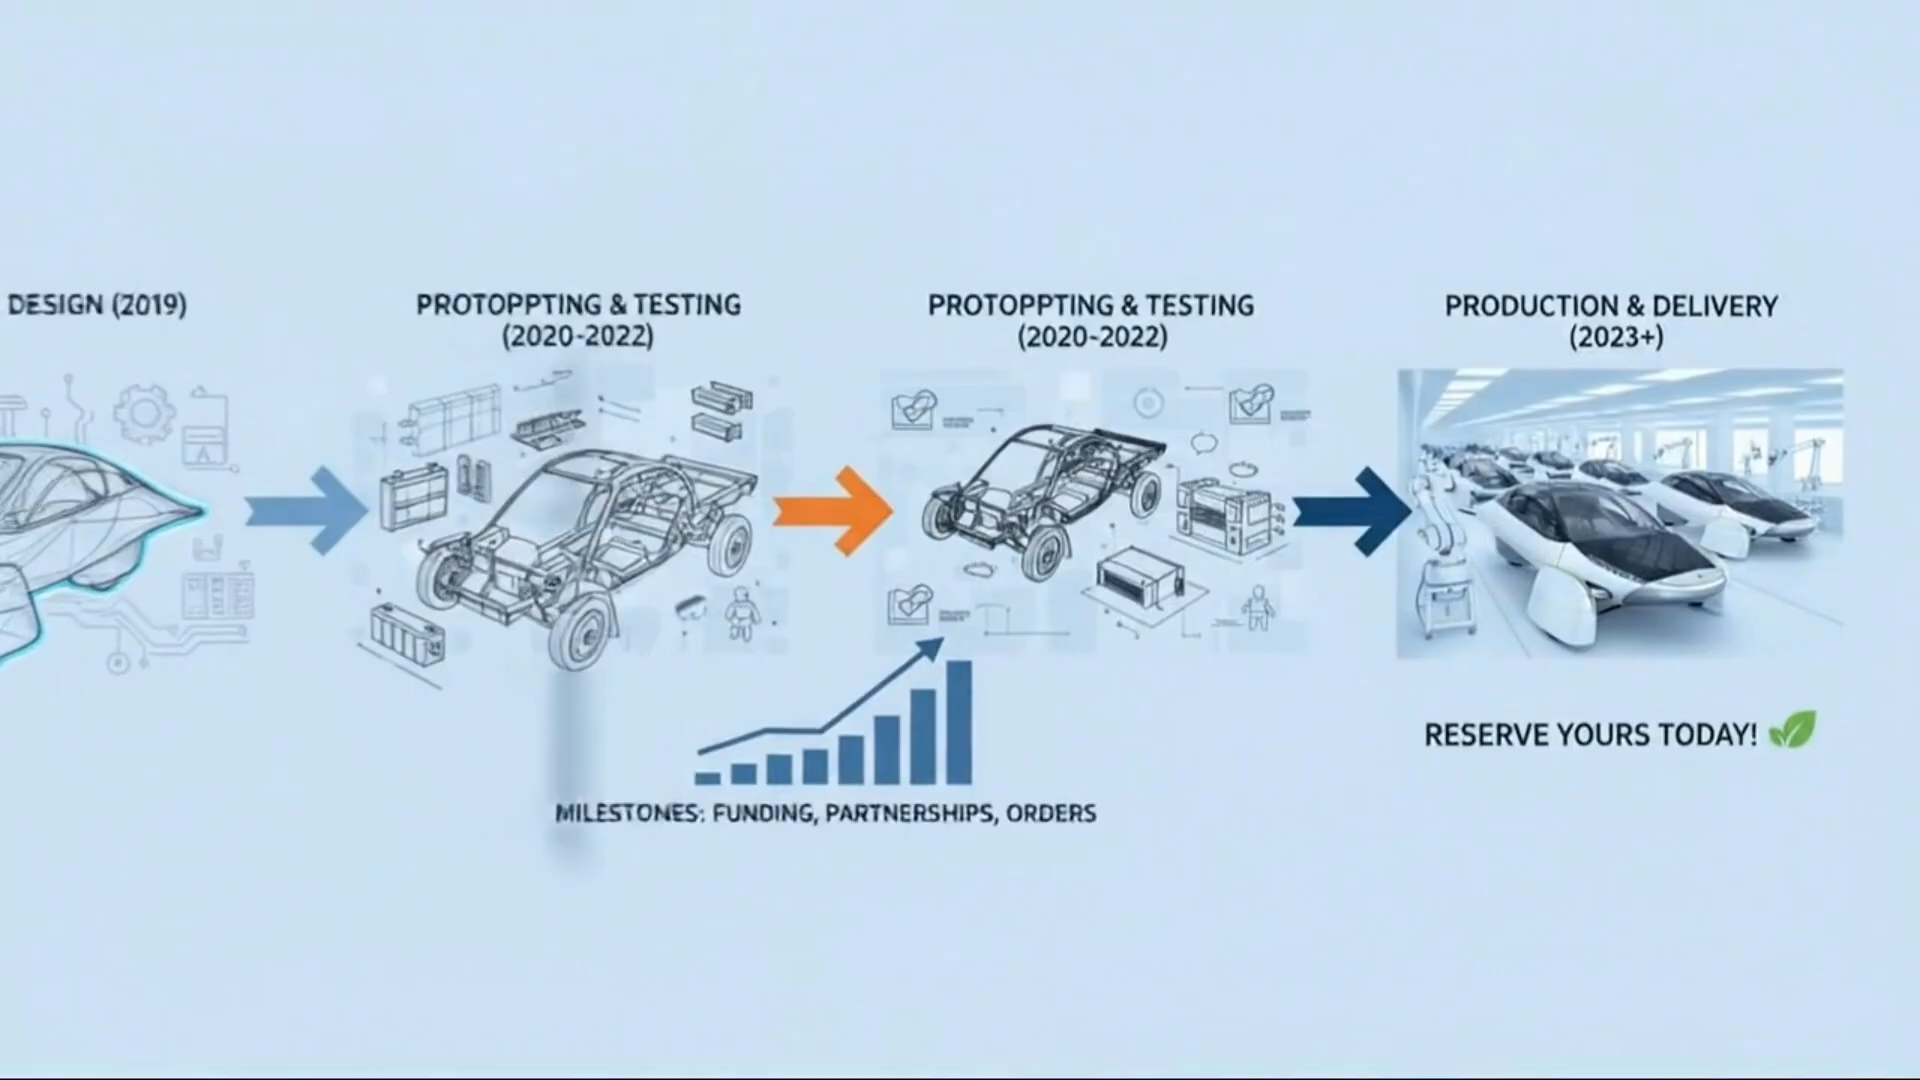 DESIGN (2019)
PROTOPPTING & TESTING
(2020-2022)
PROTOPPTING & TESTING
(2020-2022)
PRODUCTION & DELIVERY
(2023+)
RESERVE YOURS TODAY!
MILESTONES: FUNDING, PARTNERSHIPS, ORDERS